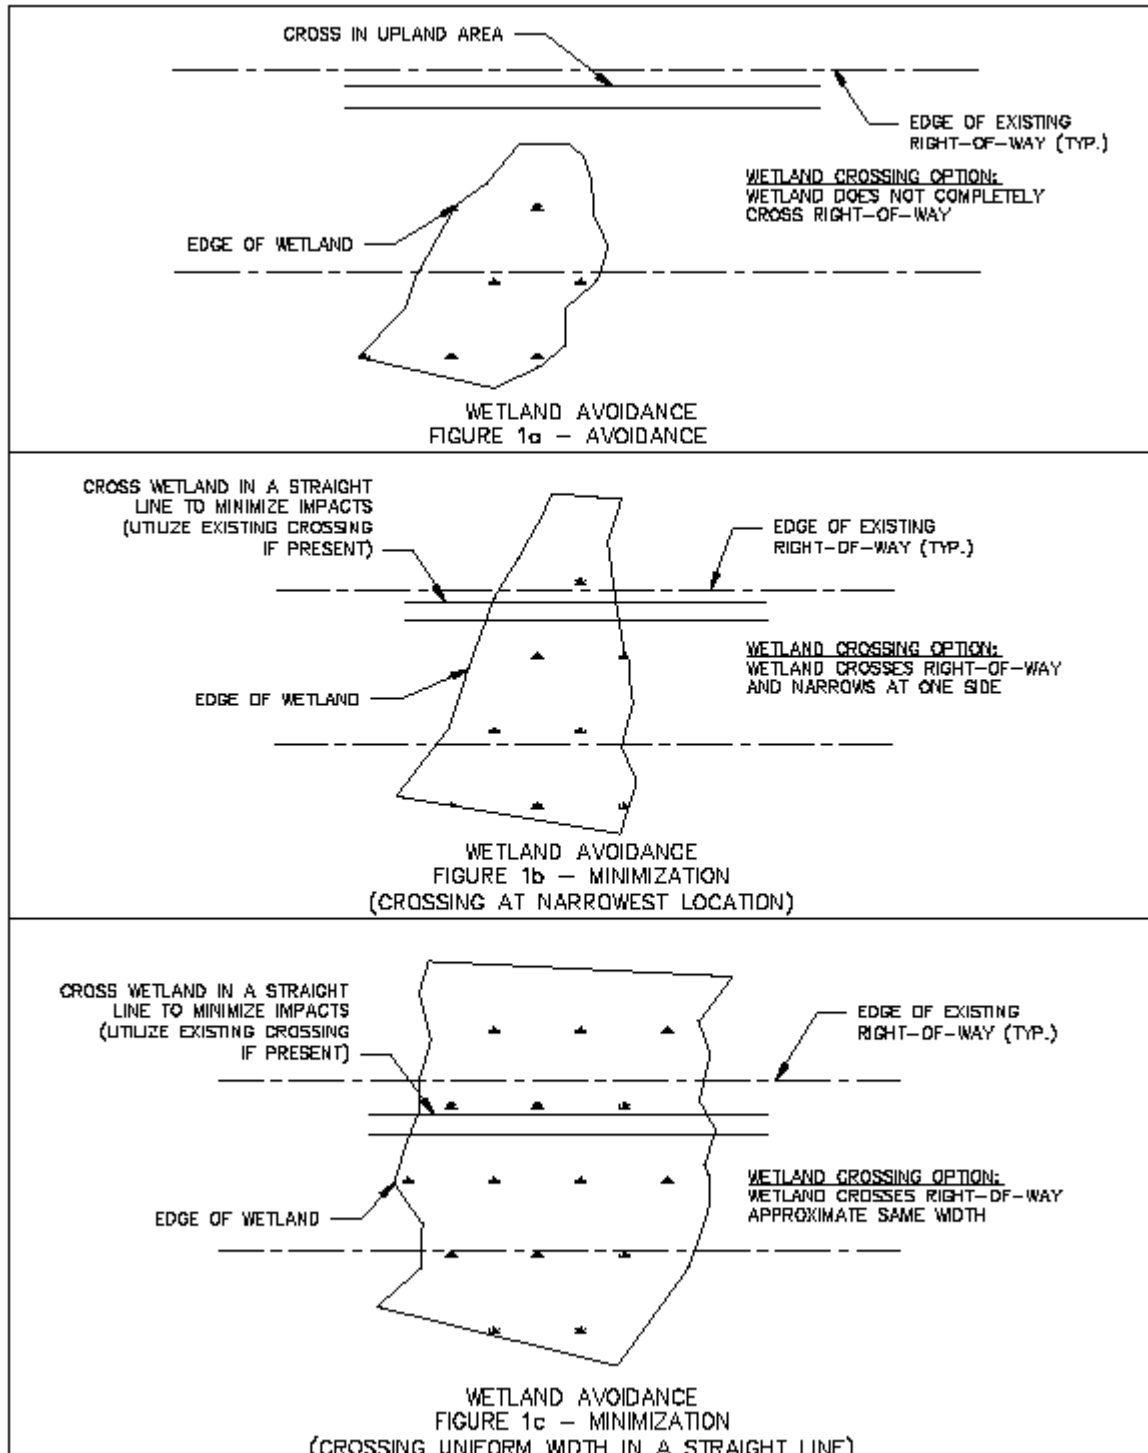 CROSS IN UPLAND AREA
EDGE OF EXISTING
RIGHT-OF-WAY (TYP.)
WETLAND CROSSING OPTION:
WETLAND DOES NOT COMPLETELY
CROSS RIGHT-OF-WAY
EDGE OF WETLAND
WETLAND AVOIDANCE
FIGURE 1a - AVOIDANCE
CROSS WETLAND IN A STRAIGHT
LINE TO MINIMIZE IMPACTS
(UTILIZE EXISTING CROSSING
IF PRESENT)
EDGE OF EXISTING
RIGHT-OF-WAY (TYP.)
WETLAND CROSSING OPTION:
WETLAND CROSSES RIGHT-OF-WAY
AND NARROWS AT ONE SIDE
EDGE OF WETLAND
WETLAND AVOIDANCE
FIGURE 1b - MINIMIZATION
(CROSSING AT NARROWEST LOCATION)
CROSS WETLAND IN A STRAIGHT
LINE TO MINIMIZE IMPACTS
(UTILIZE EXISTING CROSSING
IF PRESENT)
EDGE OF EXISTING
RIGHT-OF-WAY (TYP.)
WETLAND CROSSING OPTION:
WETLAND CROSSES RIGHT-OF-WAY
APPROXIMATE SAME WIDTH
EDGE OF WETLAND
WETLAND AVOIDANCE
FIGURE 1c - MINIMIZATION
(CROSSING UNIFORM WIDTH IN A STRAIGHT LINE)